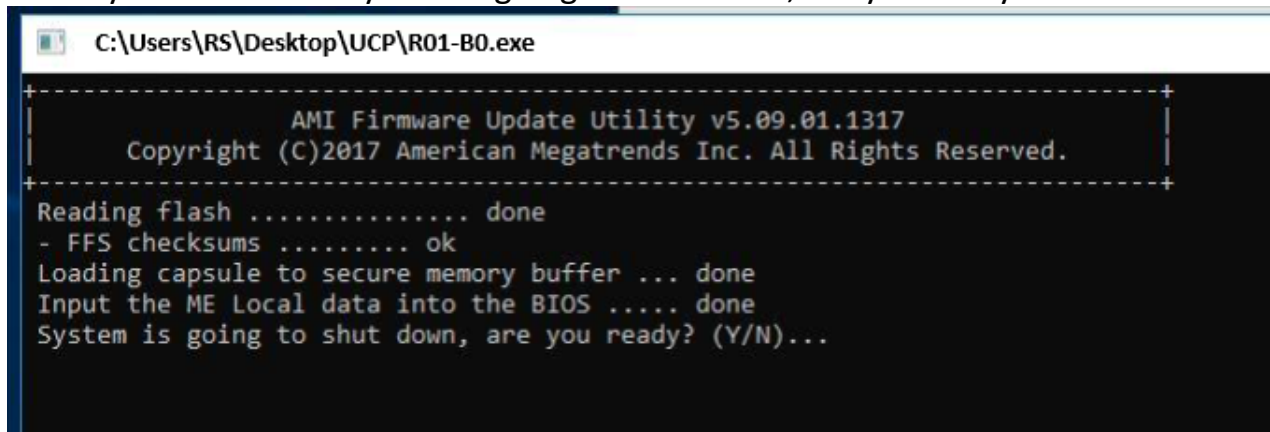 C:\Users\RS\Desktop\UCP\R01-B0.exe
AMI Firmware Update Utility v5.09.01.1317
Copyright (C)2017 American Megatrends Inc. All Rights Reserved.
Reading flash ............... done
- FFS checksums ......... ok
Loading capsule to secure memory buffer ... done
Input the ME Local data into the BIOS ..... done
System is going to shut down, are you ready? (Y/N)...